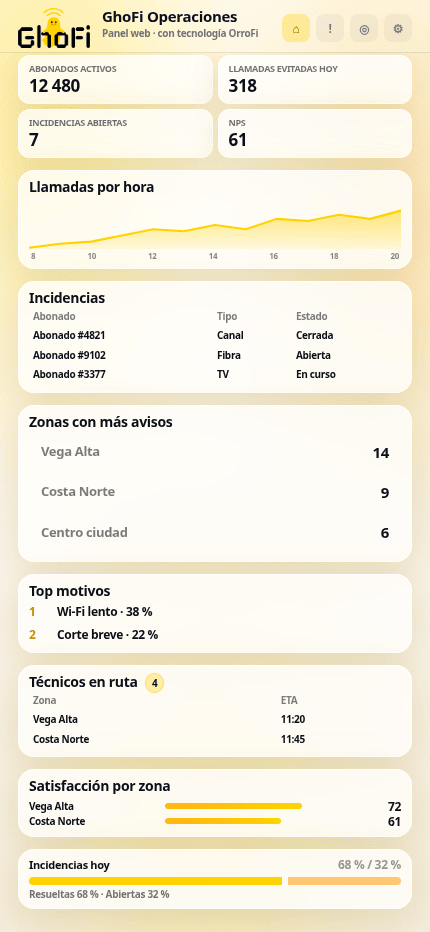 GhoFi
GhoFi Operaciones
Panel web · con tecnología OrroFi
ABONADOS ACTIVOS
12 480
LLAMADAS EVITADAS HOY
318
INCIDENCIAS ABIERTAS
7
NPS
61
Llamadas por hora
8 10 12 14 16 18 20
Incidencias
Abonado Tipo Estado
Abonado #4821 Canal Cerrada
Abonado #9102 Fibra Abierta
Abonado #3377 TV En curso
Zonas con más avisos
Vega Alta 14
Costa Norte 9
Centro ciudad 6
Top motivos
1 Wi-Fi lento · 38 %
2 Corte breve · 22 %
Técnicos en ruta 4
Zona ETA
Vega Alta 11:20
Costa Norte 11:45
Satisfacción por zona
Vega Alta 72
Costa Norte 61
Incidencias hoy 68 % / 32 %
Resueltas 68 % · Abiertas 32 %